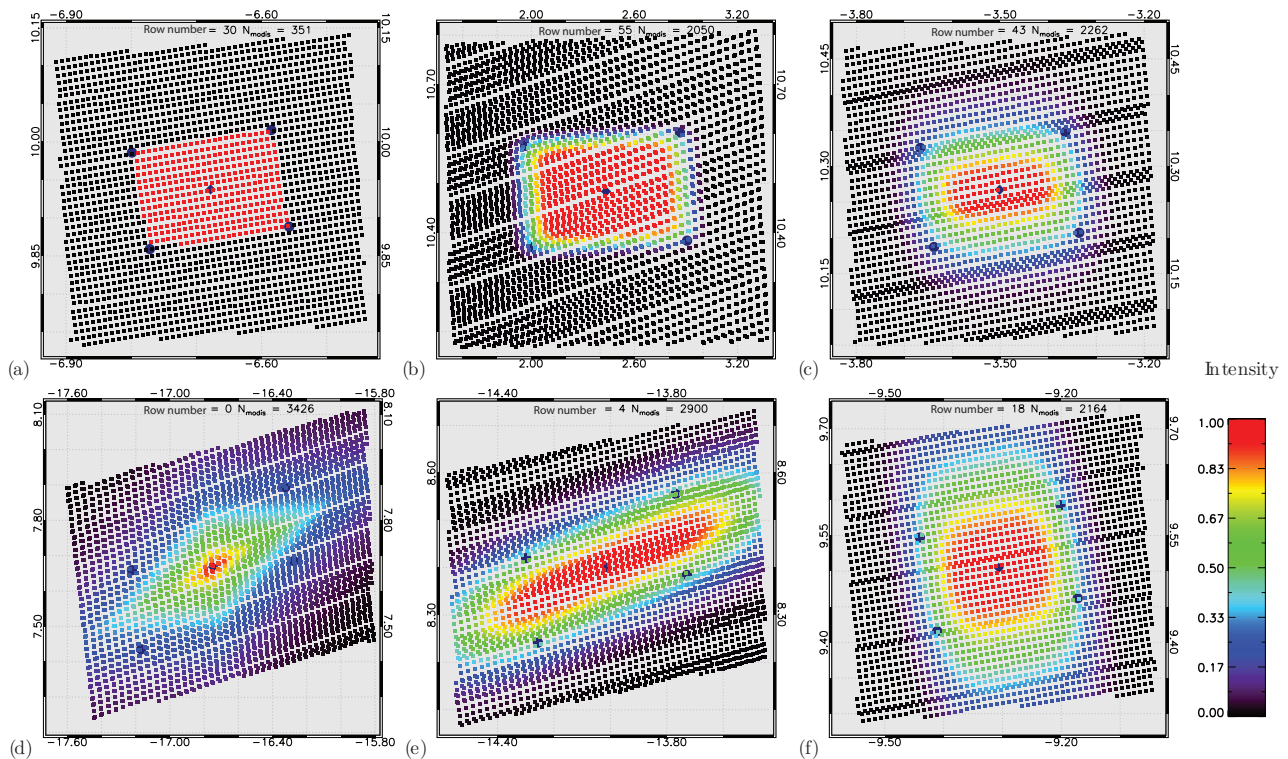 −6.90 −6.60
Row number = 30 Nmodis = 351
10.15 10.15
10.00 10.00
9.85 9.85
−6.90 −6.60
(a)
2.00 2.60 3.20
Row number = 55 Nmodis = 2050
10.70 10.70
10.40 10.40
2.00 2.60 3.20
(b)
−3.80 −3.50 −3.20
Row number = 43 Nmodis = 2262
10.45 10.45
10.30 10.30
10.15 10.15
−3.80 −3.50 −3.20
(c)
−17.60 −17.00 −16.40 −15.80
Row number = 0 Nmodis = 3426
8.10 8.10
7.80 7.80
7.50 7.50
−17.60 −17.00 −16.40 −15.80
(d)
−14.40 −13.80
Row number = 4 Nmodis = 2900
8.60 8.60
8.30 8.30
−14.40 −13.80
(e)
−9.50 −9.20
Row number = 18 Nmodis = 2164
9.70 9.70
9.55 9.55
9.40 9.40
−9.50 −9.20
(f)
Intensity
1.00
0.83
0.67
0.50
0.33
0.17
0.00